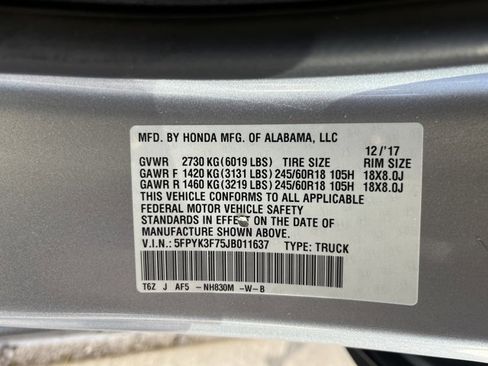 MFD. BY HONDA MFG. OF ALABAMA, LLC
12/'17
GVWR 2730 KG (6019 LBS) TIRE SIZE RIM SIZE
GAWR F 1420 KG (3131 LBS) 245/60R18 105H 18X8.0J
GAWR R 1460 KG (3219 LBS) 245/60R18 105H 18X8.0J
THIS VEHICLE CONFORMS TO ALL APPLICABLE
FEDERAL MOTOR VEHICLE SAFETY
STANDARDS IN EFFECT ON THE DATE OF
MANUFACTURE SHOWN ABOVE.
V.I.N.: 5FPYK3F75JB011637 TYPE: TRUCK
T6Z J AF5 -NH830M -W-B